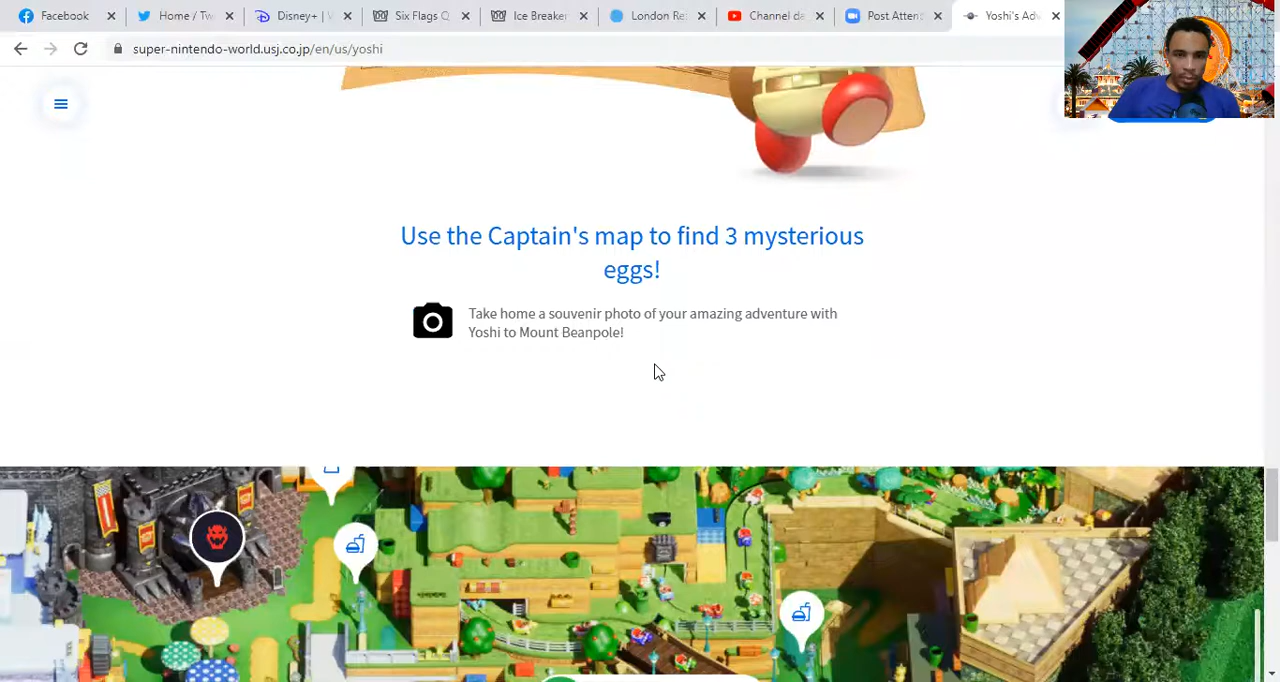 Facebook
Home / Tw
Disney+ | V
Six Flags Q
Ice Breaker
London Re
Channel da
Post Atten
Yoshi's Adv
super-nintendo-world.usj.co.jp/en/us/yoshi
Use the Captain's map to find 3 mysterious
eggs!
Take home a souvenir photo of your amazing adventure with
Yoshi to Mount Beanpole!